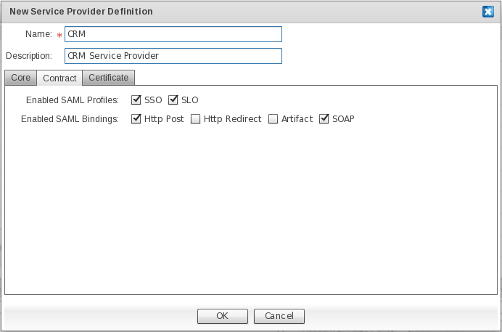 New Service Provider Definition
Name: * CRM
Description: CRM Service Provider
Core Contract Certificate
Enabled SAML Profiles: SSO SLO
Enabled SAML Bindings: Http Post Http Redirect Artifact SOAP
OK Cancel